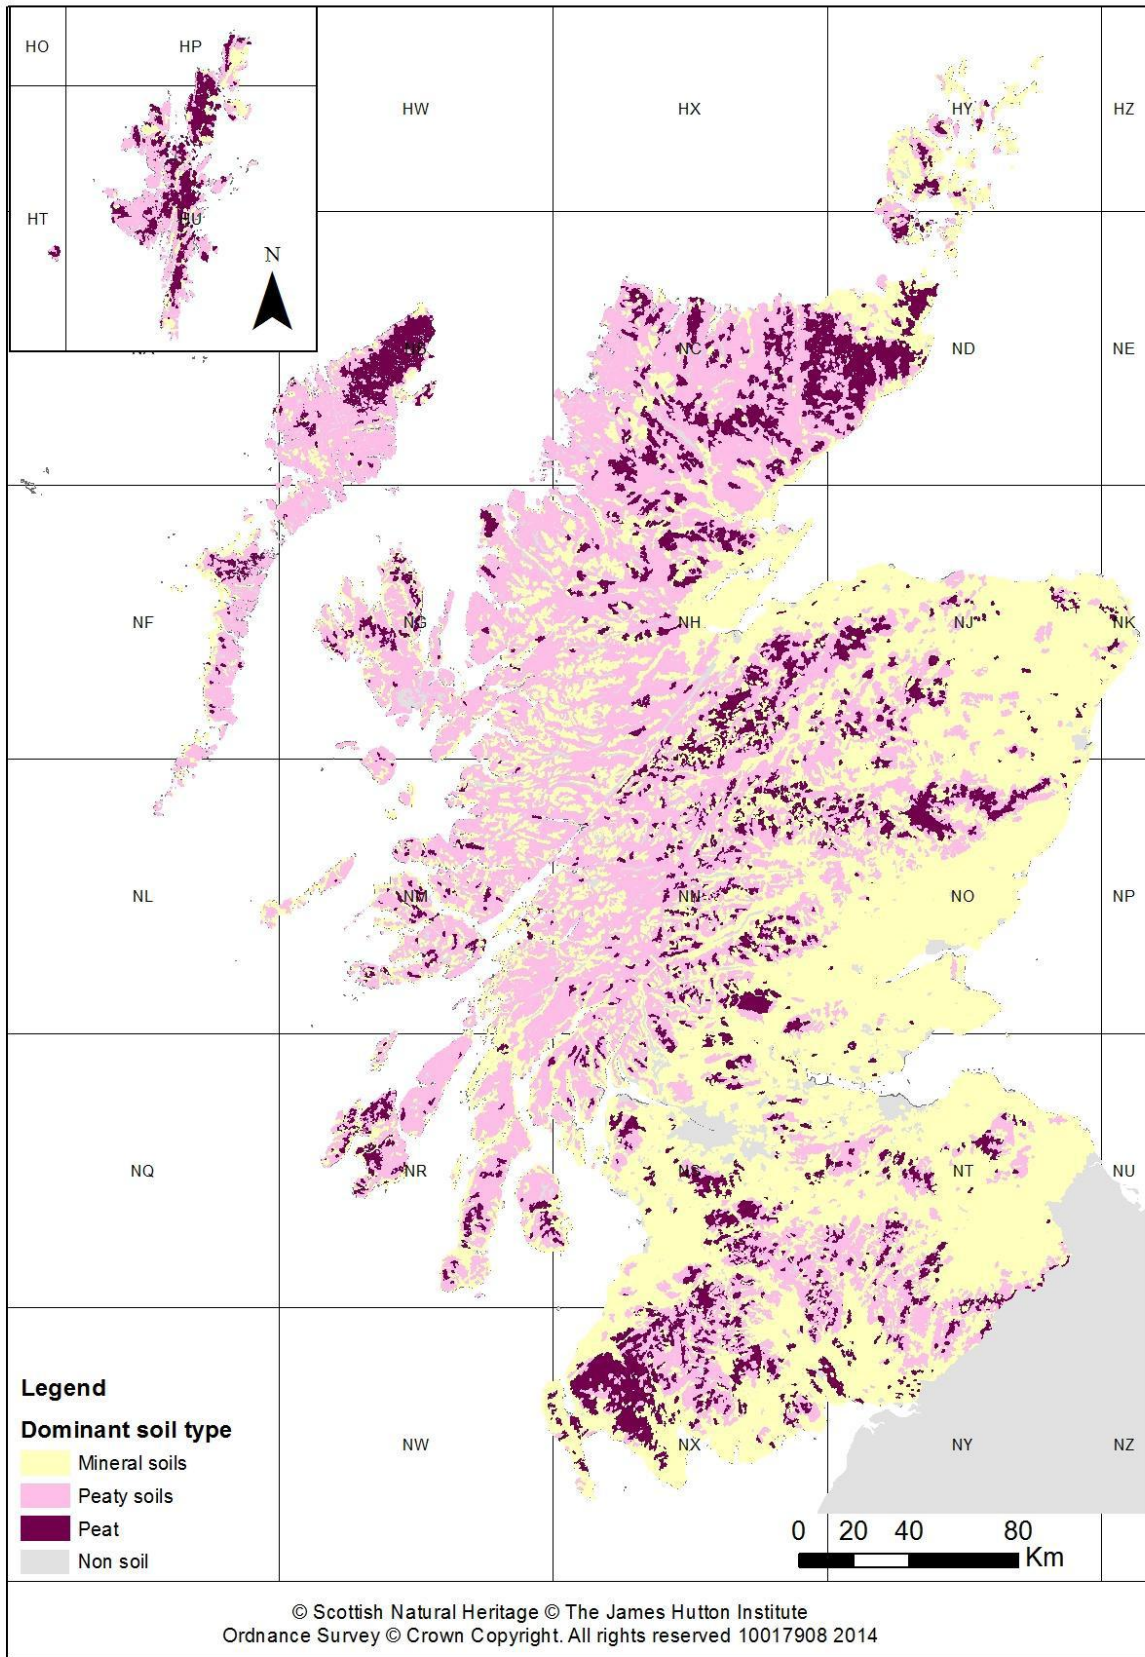 HO
HP
HW
HX
HY
HZ
HT
HU
N
NA
NB
NC
ND
NE
NF
NG
NH
NJ
NK
NL
NM
NN
NO
NP
NQ
NR
NS
NT
NU
Legend
Dominant soil type
Mineral soils
Peaty soils
Peat
Non soil
NW
NX
NY
NZ
0 20 40 80
Km
© Scottish Natural Heritage © The James Hutton Institute
Ordnance Survey © Crown Copyright. All rights reserved 10017908 2014